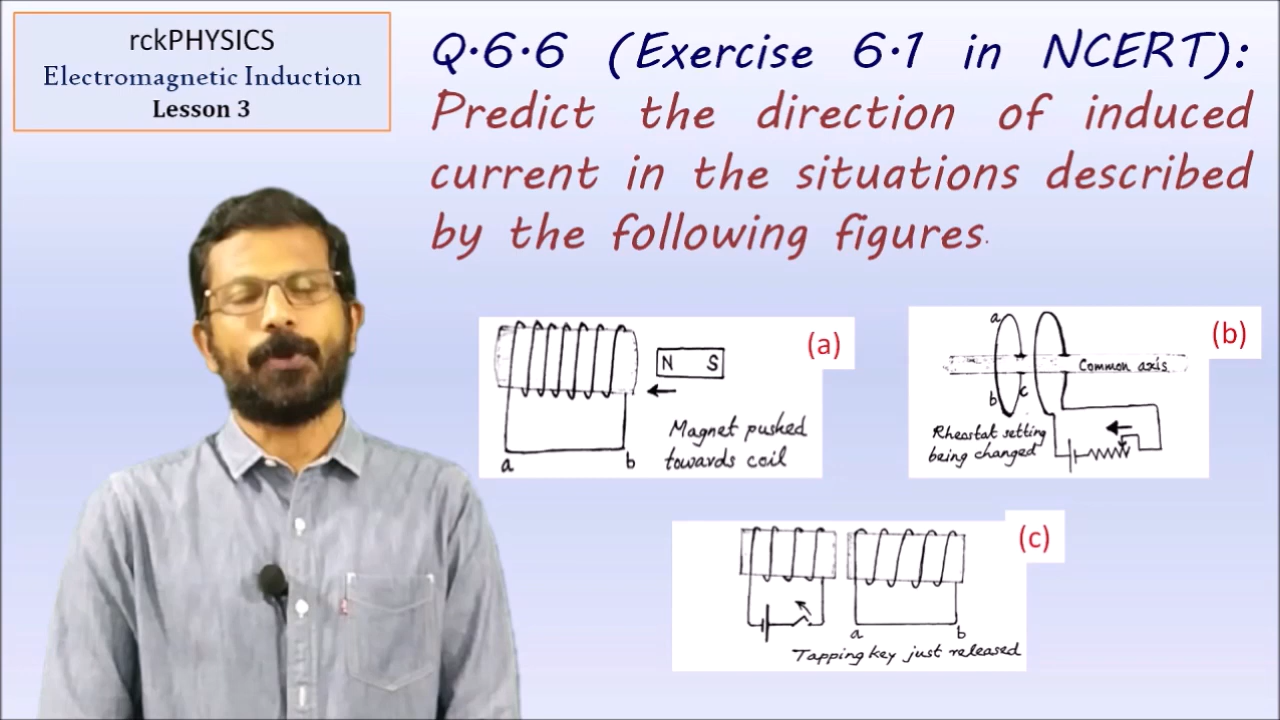 rckPHYSICS
Electromagnetic Induction
Lesson 3
Q.6.6 (Exercise 6.1 in NCERT):
Predict the direction of induced
current in the situations described
by the following figures.
(a)
N S
Magnet pushed
towards coil
a b
(b)
a
Common axis
b c
Rheostat setting
being changed
(c)
a b
Tapping key just released